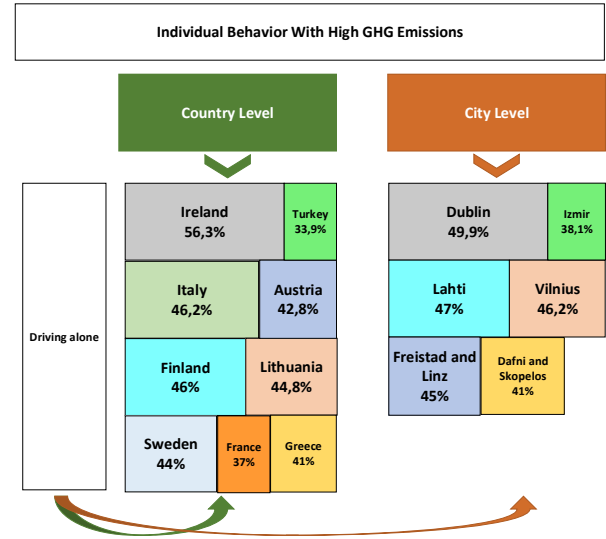 Individual Behavior With High GHG Emissions
Country Level
City Level
Driving alone
Ireland
56,3%
Turkey
33,9%
Italy
46,2%
Austria
42,8%
Finland
46%
Lithuania
44,8%
Sweden
44%
France
37%
Greece
41%
Dublin
49,9%
Izmir
38,1%
Lahti
47%
Vilnius
46,2%
Freistad and
Linz
45%
Dafni and
Skopelos
41%